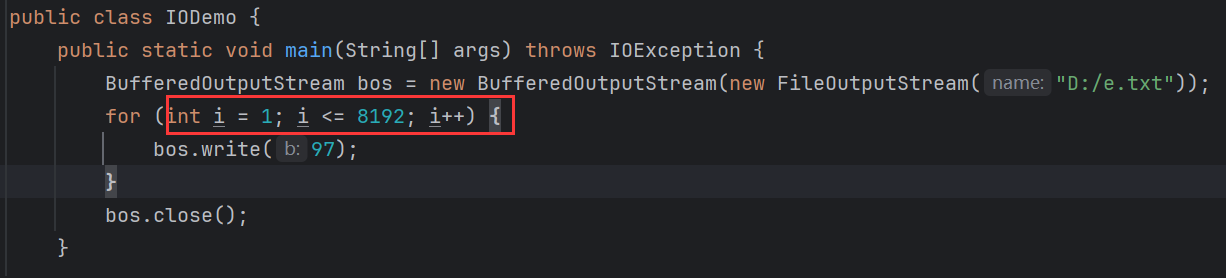 public class IODemo {
public static void main(String[] args) throws IOException {
BufferedOutputStream bos = new BufferedOutputStream(new FileOutputStream( name: "D:/e.txt"));
for (int i = 1; i <= 8192; i++) {
bos.write( b: 97);
}
bos.close();
}